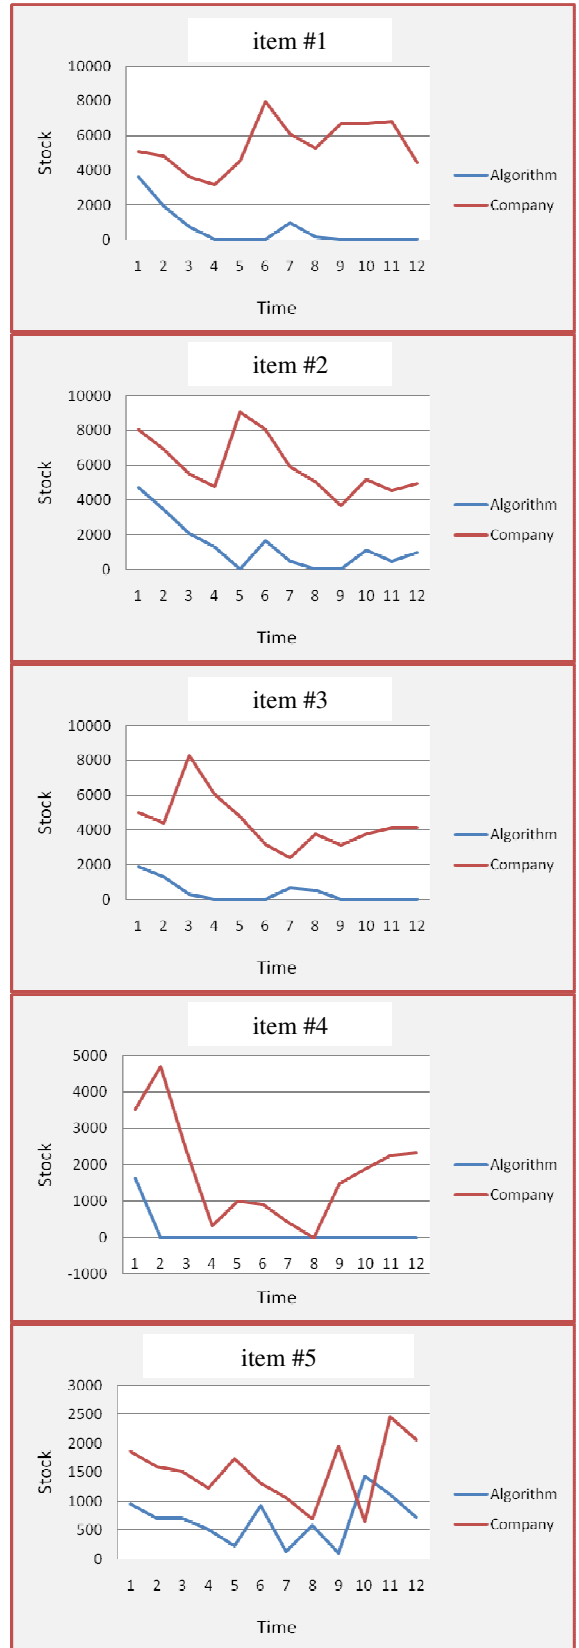 item #1
10000
8000
6000
4000
2000
0
Stock
1 2 3 4 5 6 7 8 9 10 11 12
Time
Algorithm
Company
item #2
10000
8000
6000
4000
2000
0
Stock
1 2 3 4 5 6 7 8 9 10 11 12
Time
Algorithm
Company
item #3
10000
8000
6000
4000
2000
0
Stock
1 2 3 4 5 6 7 8 9 10 11 12
Time
Algorithm
Company
item #4
5000
4000
3000
2000
1000
0
-1000
Stock
1 2 3 4 5 6 7 8 9 10 11 12
Time
Algorithm
Company
item #5
3000
2500
2000
1500
1000
500
0
Stock
1 2 3 4 5 6 7 8 9 10 11 12
Time
Algorithm
Company